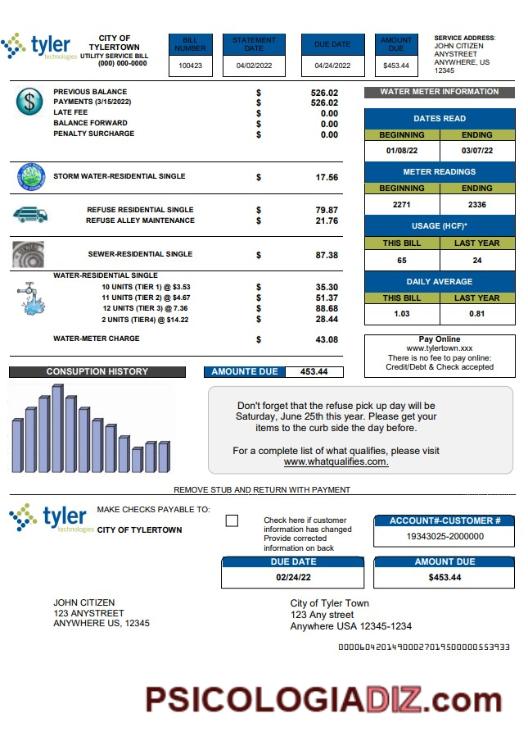 tyler
technologies
CITY OF
TYLERTOWN
UTILITY SERVICE BILL
(000) 000-0000
BILL NUMBER
100423
STATEMENT DATE
04/02/2022
DUE DATE
04/24/2022
AMOUNT DUE
$453.44
SERVICE ADDRESS:
JOHN CITIZEN
ANYSTREET
ANYWHERE, US
12345
PREVIOUS BALANCE $ 526.02
PAYMENTS (3/15/2022) $ 526.02
LATE FEE $ 0.00
BALANCE FORWARD $ 0.00
PENALTY SURCHARGE $ 0.00
STORM WATER-RESIDENTIAL SINGLE $ 17.56
REFUSE RESIDENTIAL SINGLE $ 79.87
REFUSE ALLEY MAINTENANCE $ 21.76
SEWER-RESIDENTIAL SINGLE $ 87.38
WATER-RESIDENTIAL SINGLE
10 UNITS (TIER 1) @ $3.53 $ 35.30
11 UNITS (TIER 2) @ $4.67 $ 51.37
12 UNITS (TIER 3) @ 7.36 $ 88.68
2 UNITS (TIER4) @ $14.22 $ 28.44
WATER-METER CHARGE $ 43.08
WATER METER INFORMATION
DATES READ
BEGINNING ENDING
01/08/22 03/07/22
METER READINGS
BEGINNING ENDING
2271 2336
USAGE (HCF)*
THIS BILL LAST YEAR
65 24
DAILY AVERAGE
THIS BILL LAST YEAR
1.03 0.81
Pay Online
www.tylertown.xxx
There is no fee to pay online:
Credit/Debt & Check accepted
CONSUPTION HISTORY
AMOUNTE DUE 453.44
Don't forget that the refuse pick up day will be
Saturday, June 25th this year. Please get your
items to the curb side the day before.
For a complete list of what qualifies, please visit
www.whatqualifies.com.
REMOVE STUB AND RETURN WITH PAYMENT
tyler
technologies
MAKE CHECKS PAYABLE TO:
CITY OF TYLERTOWN
Check here if customer
information has changed
Provide corrected
information on back
ACCOUNT#-CUSTOMER #
19343025-2000000
DUE DATE
02/24/22
AMOUNT DUE
$453.44
JOHN CITIZEN
123 ANYSTREET
ANYWHERE US, 12345
City of Tyler Town
123 Any street
Anywhere USA 12345-1234
0000604201490002701950000​0553933
PSICOLOGIADIZ.com